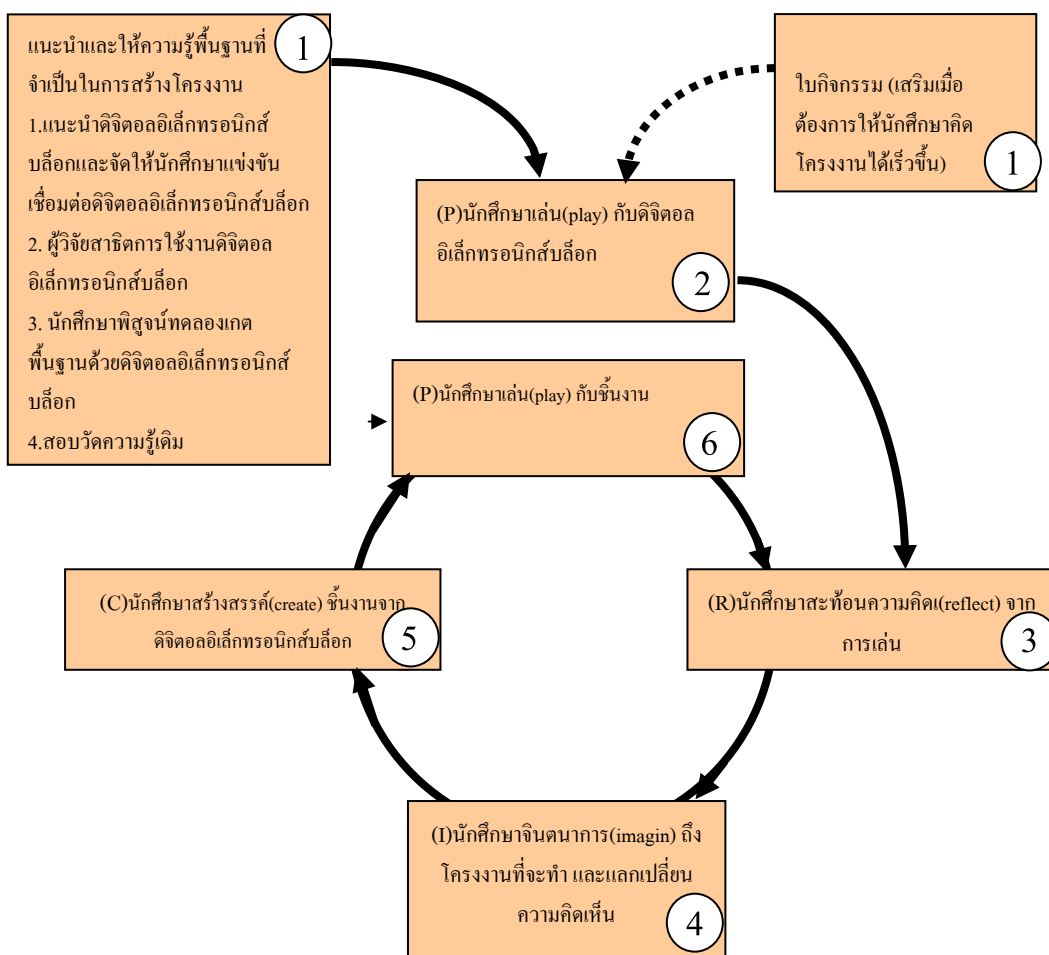 แนะนำและให้ความรู้พื้นฐานที่
จำเป็นในการสร้างโครงงาน
1.แนะนำดิจิตอลอิเล็กทรอนิกส์
บล็อกและจัดให้นักศึกษาแข่งขัน
เชื่อมต่อดิจิตอลอิเล็กทรอนิกส์บล็อก
2. ผู้วิจัยสาธิตการใช้งานดิจิตอล
อิเล็กทรอนิกส์บล็อก
3. นักศึกษาพิสูจน์ทดลองเกต
พื้นฐานด้วยดิจิตอลอิเล็กทรอนิกส์
บล็อก
4.สอบวัดความรู้เดิม
1
ใบกิจกรรม (เสริมเมื่อ
ต้องการให้นักศึกษาคิด
โครงงานได้เร็วขึ้น)
1
(P)นักศึกษาเล่น(play) กับดิจิตอล
อิเล็กทรอนิกส์บล็อก
2
(P)นักศึกษาเล่น(play) กับชิ้นงาน
6
(C)นักศึกษาสร้างสรรค์(create) ชิ้นงานจาก
ดิจิตอลอิเล็กทรอนิกส์บล็อก
5
(R)นักศึกษาสะท้อนความคิดเ(reflect) จาก
การเล่น
3
(I)นักศึกษาจินตนาการ(imagin) ถึง
โครงงานที่จะทำ และแลกเปลี่ยน
ความคิดเห็น
4